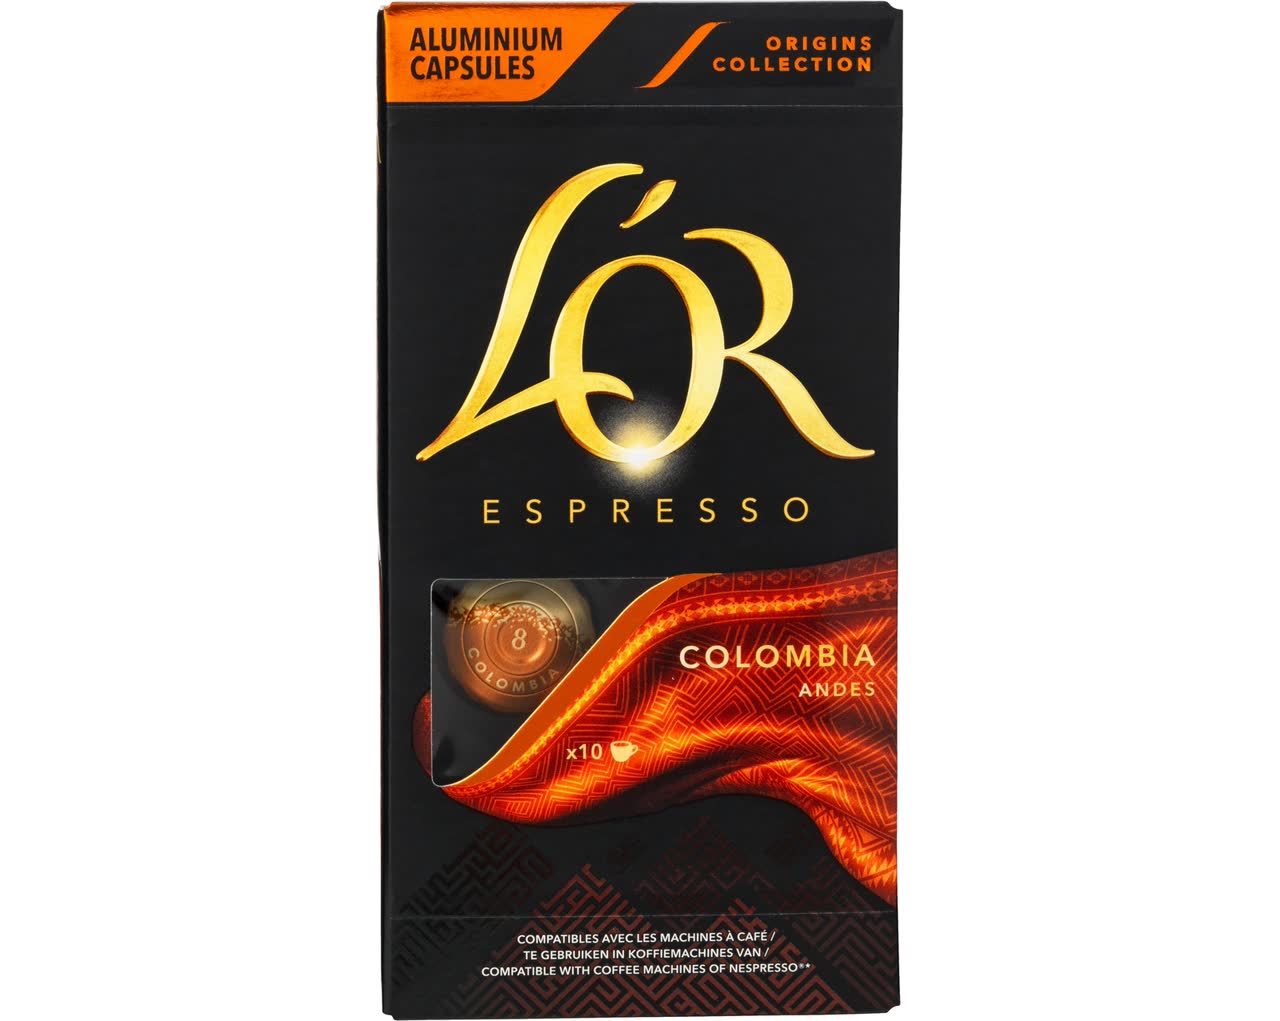 ALUMINIUM
CAPSULES
ORIGINS
COLLECTION
L'OR
ESPRESSO
8
COLOMBIA
COLOMBIA
ANDES
x10
COMPATIBLES AVEC LES MACHINES À CAFÉ /
TE GEBRUIKEN IN KOFFIEMACHINES VAN /
COMPATIBLE WITH COFFEE MACHINES OF NESPRESSO®*